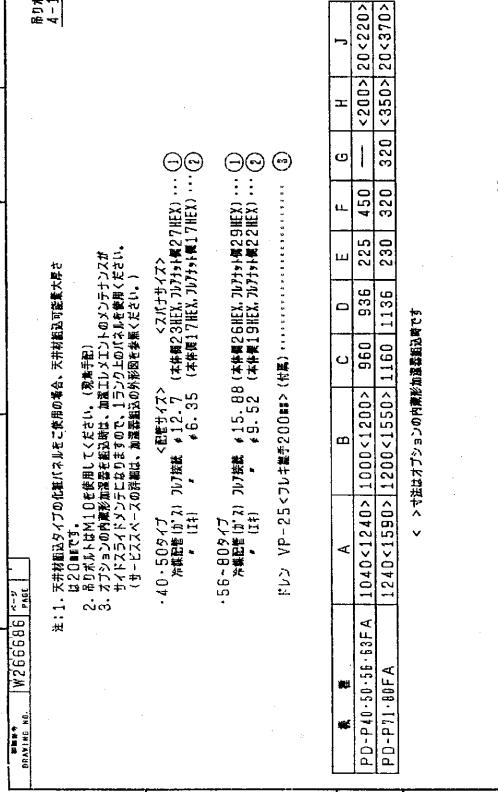 図面番号 DRAWING NO. W266686 ページ PAGE
吊りボ
4-1
注:1. 天井材組込タイプの化粧パネルをご使用の場合、天井材組込可能最大厚さ
は20mmです。
2. 吊りボルトはM10を使用してください。(現地手配)
3. オプションの内蔵形加湿器を組込時は、加湿エレメントのメンテナンスが
サイドスライドメンテになりますので、1ランク上のパネルを使用ください。
(サービススペースの詳細は、加湿器組込の外形図を参照ください。)
・40・50タイプ <配管サイズ> <スパナサイズ>
冷媒配管(ガス) フレア接続 φ12.7 (本体側23HEX,フレアナット側27HEX)…①
〃 (エキ) 〃 φ6.35 (本体側17HEX,フレアナット側17HEX)…②
・56~80タイプ
冷媒配管(ガス) フレア接続 φ15.88(本体側26HEX,フレアナット側29HEX)…①
〃 (エキ) 〃 φ9.52 (本体側19HEX,フレアナット側22HEX)…②
ドレン VP-25<フレキ継手200mm>(付属)…………③
機種 A B C D E F G H J
PD-P40・50・56・63FA 1040<1240> 1000<1200> 960 936 225 450 — <200> 20<220>
PD-P71・80FA 1240<1590> 1200<1550> 1160 1136 230 320 320 <350> 20<370>
< >寸法はオプションの内蔵形加湿器組込時です